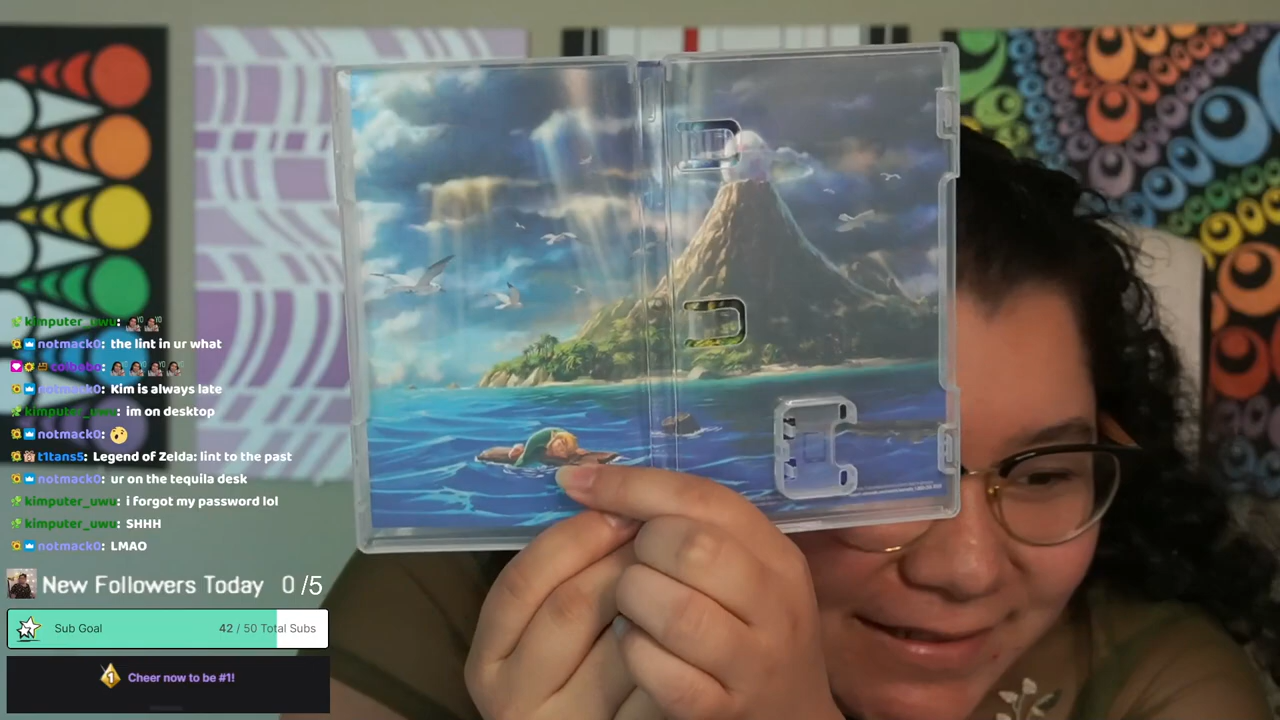 kimputer_uwu:
notmack0: the lint in ur what
notmack0: Kim is always late
kimputer_uwu: im on desktop
notmack0:
t1tans5: Legend of Zelda: lint to the past
notmack0: ur on the tequila desk
kimputer_uwu: i forgot my password lol
kimputer_uwu: SHHH
notmack0: LMAO
New Followers Today 0 /5
Sub Goal 42 / 50 Total Subs
1 Cheer now to be #1!